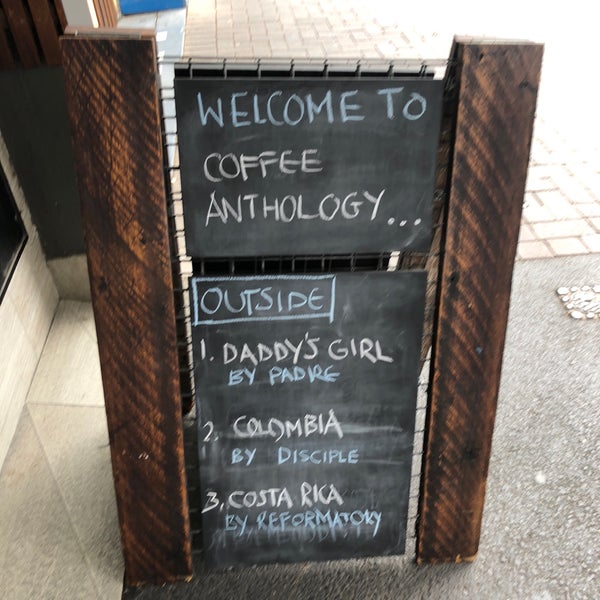 WELCOME TO
COFFEE
ANTHOLOGY...
OUTSIDE
1. DADDY'S GIRL
BY PADRE
2. COLOMBIA
BY DISCIPLE
3. COSTA RICA
BY REFORMATORY